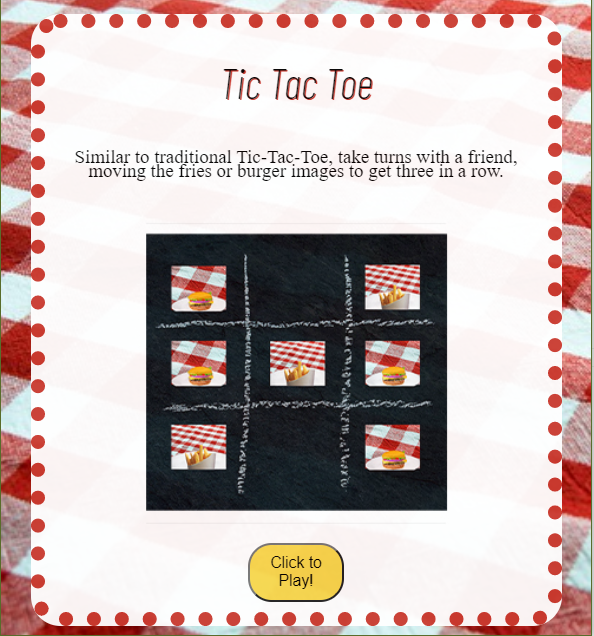 Tic Tac Toe
Similar to traditional Tic-Tac-Toe, take turns with a friend,
moving the fries or burger images to get three in a row.
Click to
Play!